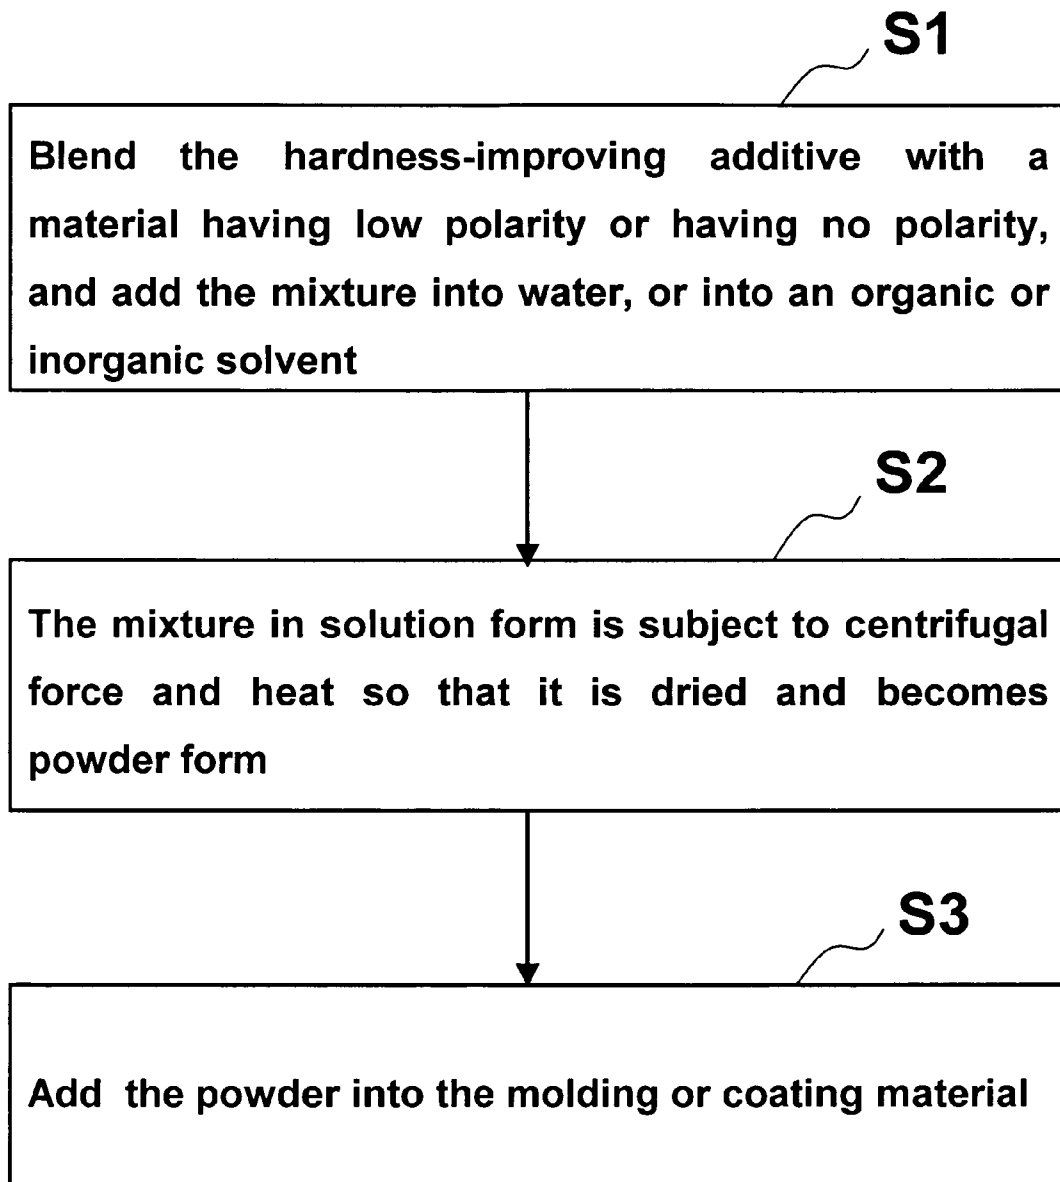 S1
Blend the hardness-improving additive with a
material having low polarity or having no polarity,
and add the mixture into water, or into an organic or
inorganic solvent
S2
The mixture in solution form is subject to centrifugal
force and heat so that it is dried and becomes
powder form
S3
Add the powder into the molding or coating material